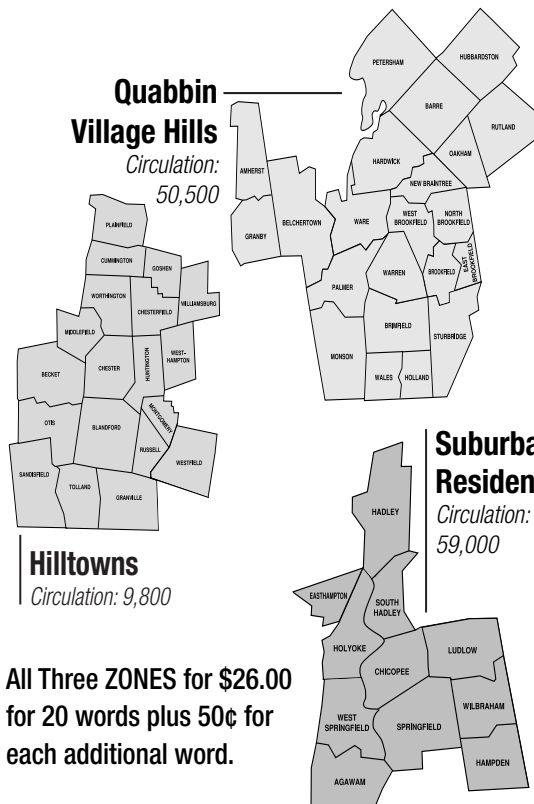 Quabbin
Village Hills
Circulation:
50,500
PETERSHAM
HUBBARDSTON
BARRE
RUTLAND
OAKHAM
HARDWICK
NEW BRAINTREE
AMHERST
BELCHERTOWN
GRANBY
WARE
WEST
BROOKFIELD
NORTH
BROOKFIELD
EAST
BROOKFIELD
BROOKFIELD
WARREN
PALMER
BRIMFIELD
STURBRIDGE
MONSON
WALES
HOLLAND
PLAINFIELD
CUMMINGTON
GOSHEN
WORTHINGTON
CHESTERFIELD
WILLIAMSBURG
MIDDLEFIELD
WEST-
HAMPTON
HUNTINGTON
CHESTER
BECKET
MONTGOMERY
OTIS
BLANDFORD
RUSSELL
WESTFIELD
SANDISFIELD
TOLLAND
GRANVILLE
Hilltowns
Circulation: 9,800
Suburba
Residen
Circulation:
59,000
HADLEY
EASTHAMPTON
SOUTH
HADLEY
HOLYOKE
CHICOPEE
LUDLOW
WEST
SPRINGFIELD
SPRINGFIELD
WILBRAHAM
HAMPDEN
AGAWAM
All Three ZONES for $26.00
for 20 words plus 50¢ for
each additional word.